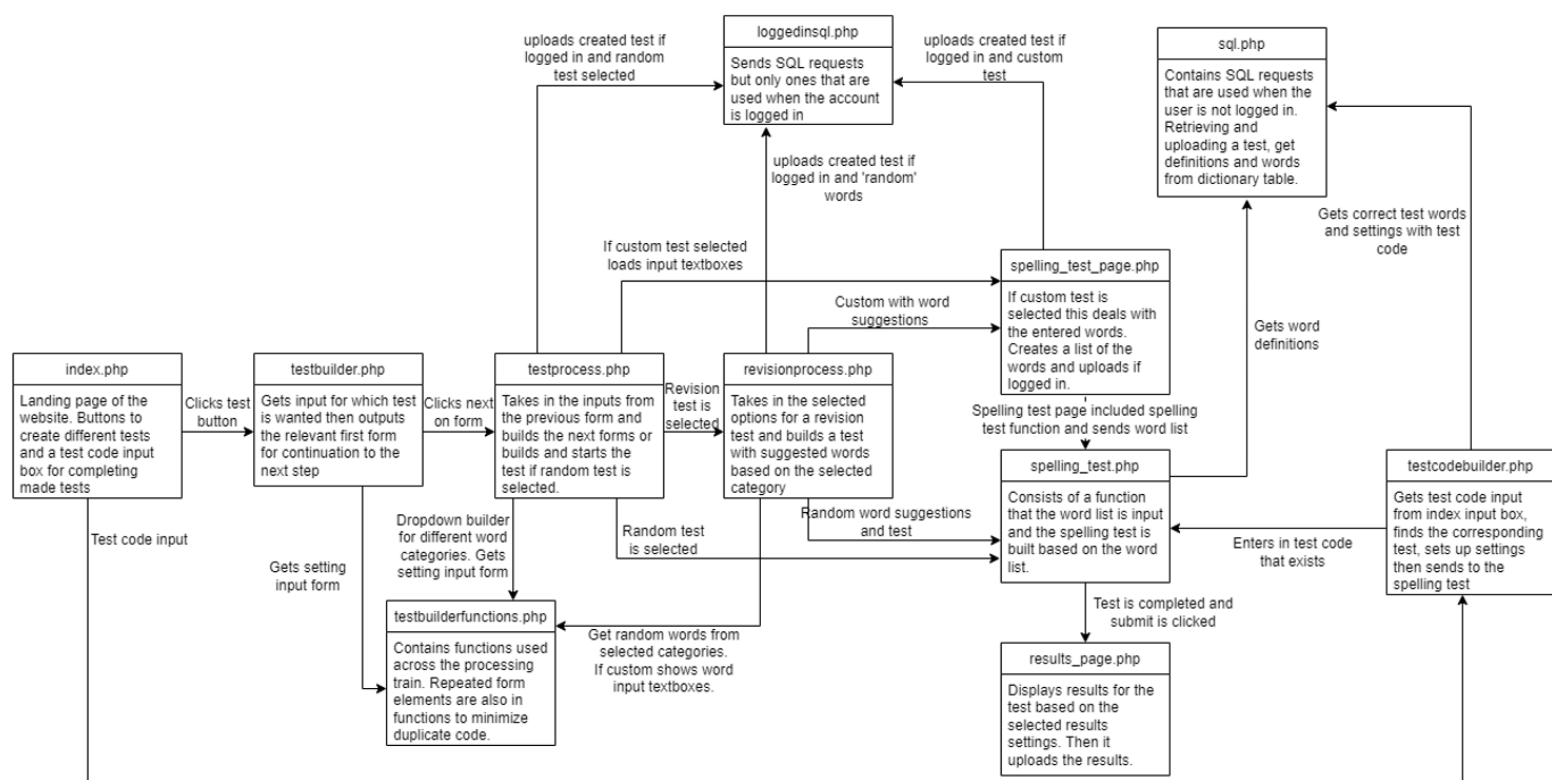 loggedinsql.php
Sends SQL requests
but only ones that are
used when the account
is logged in
uploads created test if
logged in and random
test selected
uploads created test if
logged in and custom
test
sql.php
Contains SQL requests
that are used when the
user is not logged in.
Retrieving and
uploading a test, get
definitions and words
from dictionary table.
uploads created test if
logged in and 'random'
words
Gets correct test words
and settings with test
code
If custom test selected
loads input textboxes
spelling_test_page.php
If custom test is
selected this deals with
the entered words.
Creates a list of the
words and uploads if
logged in.
Custom with word
suggestions
Gets word
definitions
index.php
Landing page of the
website. Buttons to
create different tests
and a test code input
box for completing
made tests
Clicks test
button
testbuilder.php
Gets input for which test
is wanted then outputs
the relevant first form
for continuation to the
next step
Clicks next
on form
testprocess.php
Takes in the inputs from
the previous form and
builds the next forms or
builds and starts the
test if random test is
selected.
Revision
test is
selected
revisionprocess.php
Takes in the selected
options for a revision
test and builds a test
with suggested words
based on the selected
category
Spelling test page included spelling
test function and sends word list
spelling_test.php
Consists of a function
that the word list is input
and the spelling test is
built based on the word
list.
testcodebuilder.php
Gets test code input
from index input box,
finds the corresponding
test, sets up settings
then sends to the
spelling test
Random word suggestions
and test
Enters in test code
that exists
Test code input
Dropdown builder
for different word
categories. Gets
setting input form
Random test
is selected
Gets setting
input form
testbuilderfunctions.php
Contains functions used
across the processing
train. Repeated form
elements are also in
functions to minimize
duplicate code.
Get random words from
selected categories.
If custom shows word
input textboxes.
Test is completed and
submit is clicked
results_page.php
Displays results for the
test based on the
selected results
settings. Then it
uploads the results.